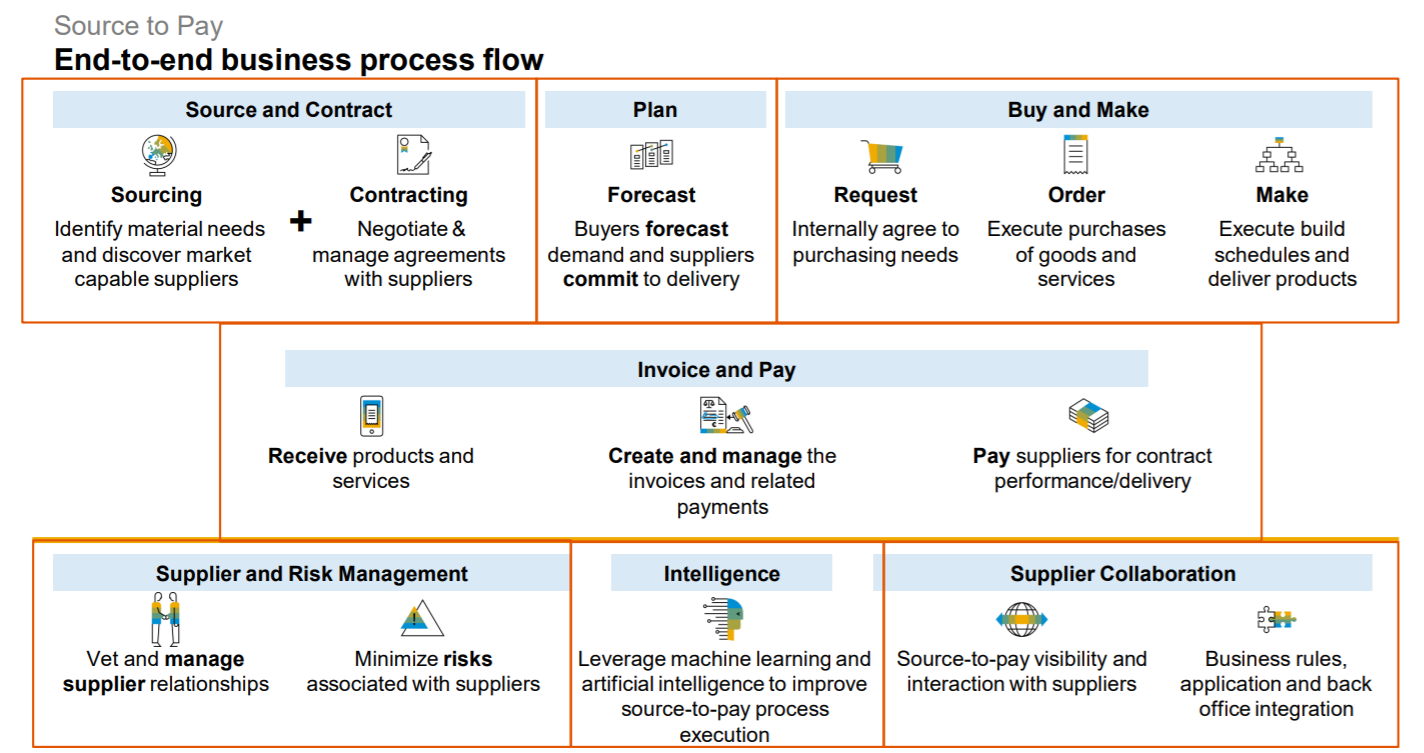 Source to Pay
End-to-end business process flow
Source and Contract
Sourcing
Identify material needs
and discover market
capable suppliers
+
Contracting
Negotiate &
manage agreements
with suppliers
Plan
Forecast
Buyers forecast
demand and suppliers
commit to delivery
Buy and Make
Request
Internally agree to
purchasing needs
Order
Execute purchases
of goods and
services
Make
Execute build
schedules and
deliver products
Invoice and Pay
Receive products and
services
Create and manage the
invoices and related
payments
Pay suppliers for contract
performance/delivery
Supplier and Risk Management
Vet and manage
supplier relationships
Minimize risks
associated with suppliers
Intelligence
Leverage machine learning and
artificial intelligence to improve
source-to-pay process
execution
Supplier Collaboration
Source-to-pay visibility and
interaction with suppliers
Business rules,
application and back
office integration